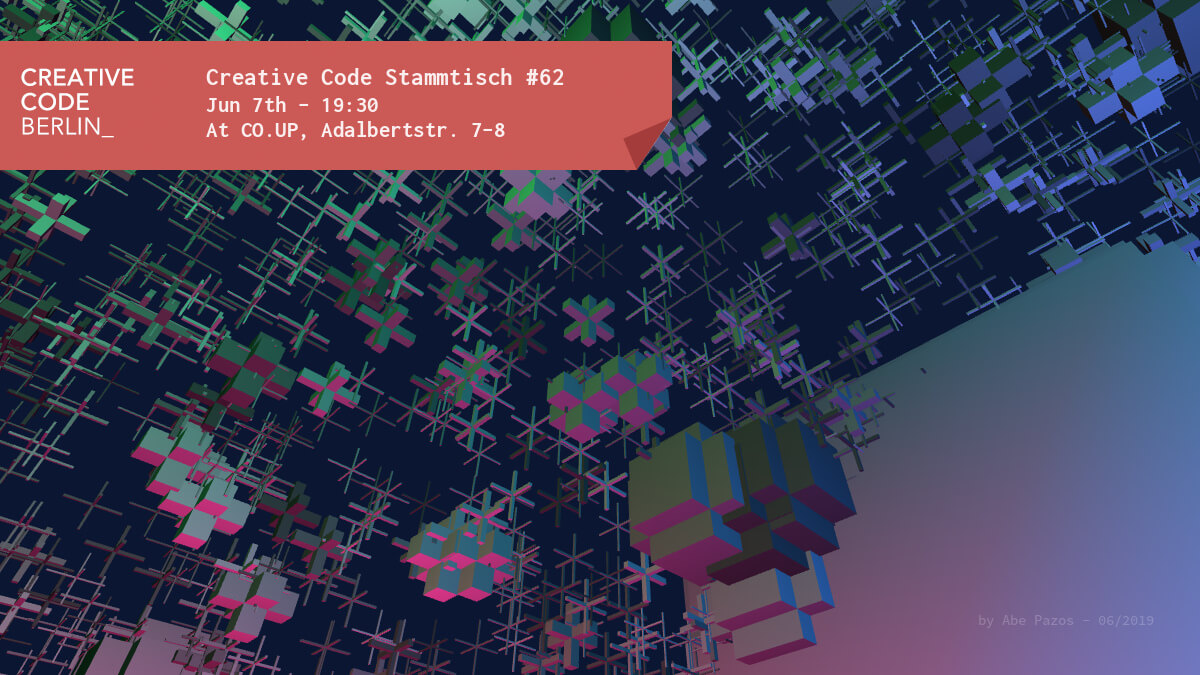 CREATIVE
CODE
BERLIN_
Creative Code Stammtisch #62
Jun 7th - 19:30
At CO.UP, Adalbertstr. 7-8
by Abe Pazos - 06/2019